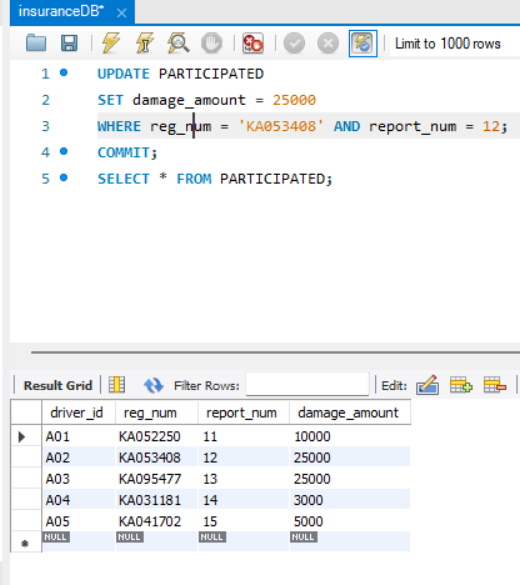 insuranceDB*
Limit to 1000 rows
1 UPDATE PARTICIPATED
2 SET damage_amount = 25000
3 WHERE reg_num = 'KA053408' AND report_num = 12;
4 COMMIT;
5 SELECT * FROM PARTICIPATED;
Result Grid Filter Rows: Edit:
driver_id reg_num report_num damage_amount
A01 KA052250 11 10000
A02 KA053408 12 25000
A03 KA095477 13 25000
A04 KA031181 14 3000
A05 KA041702 15 5000
NULL NULL NULL NULL